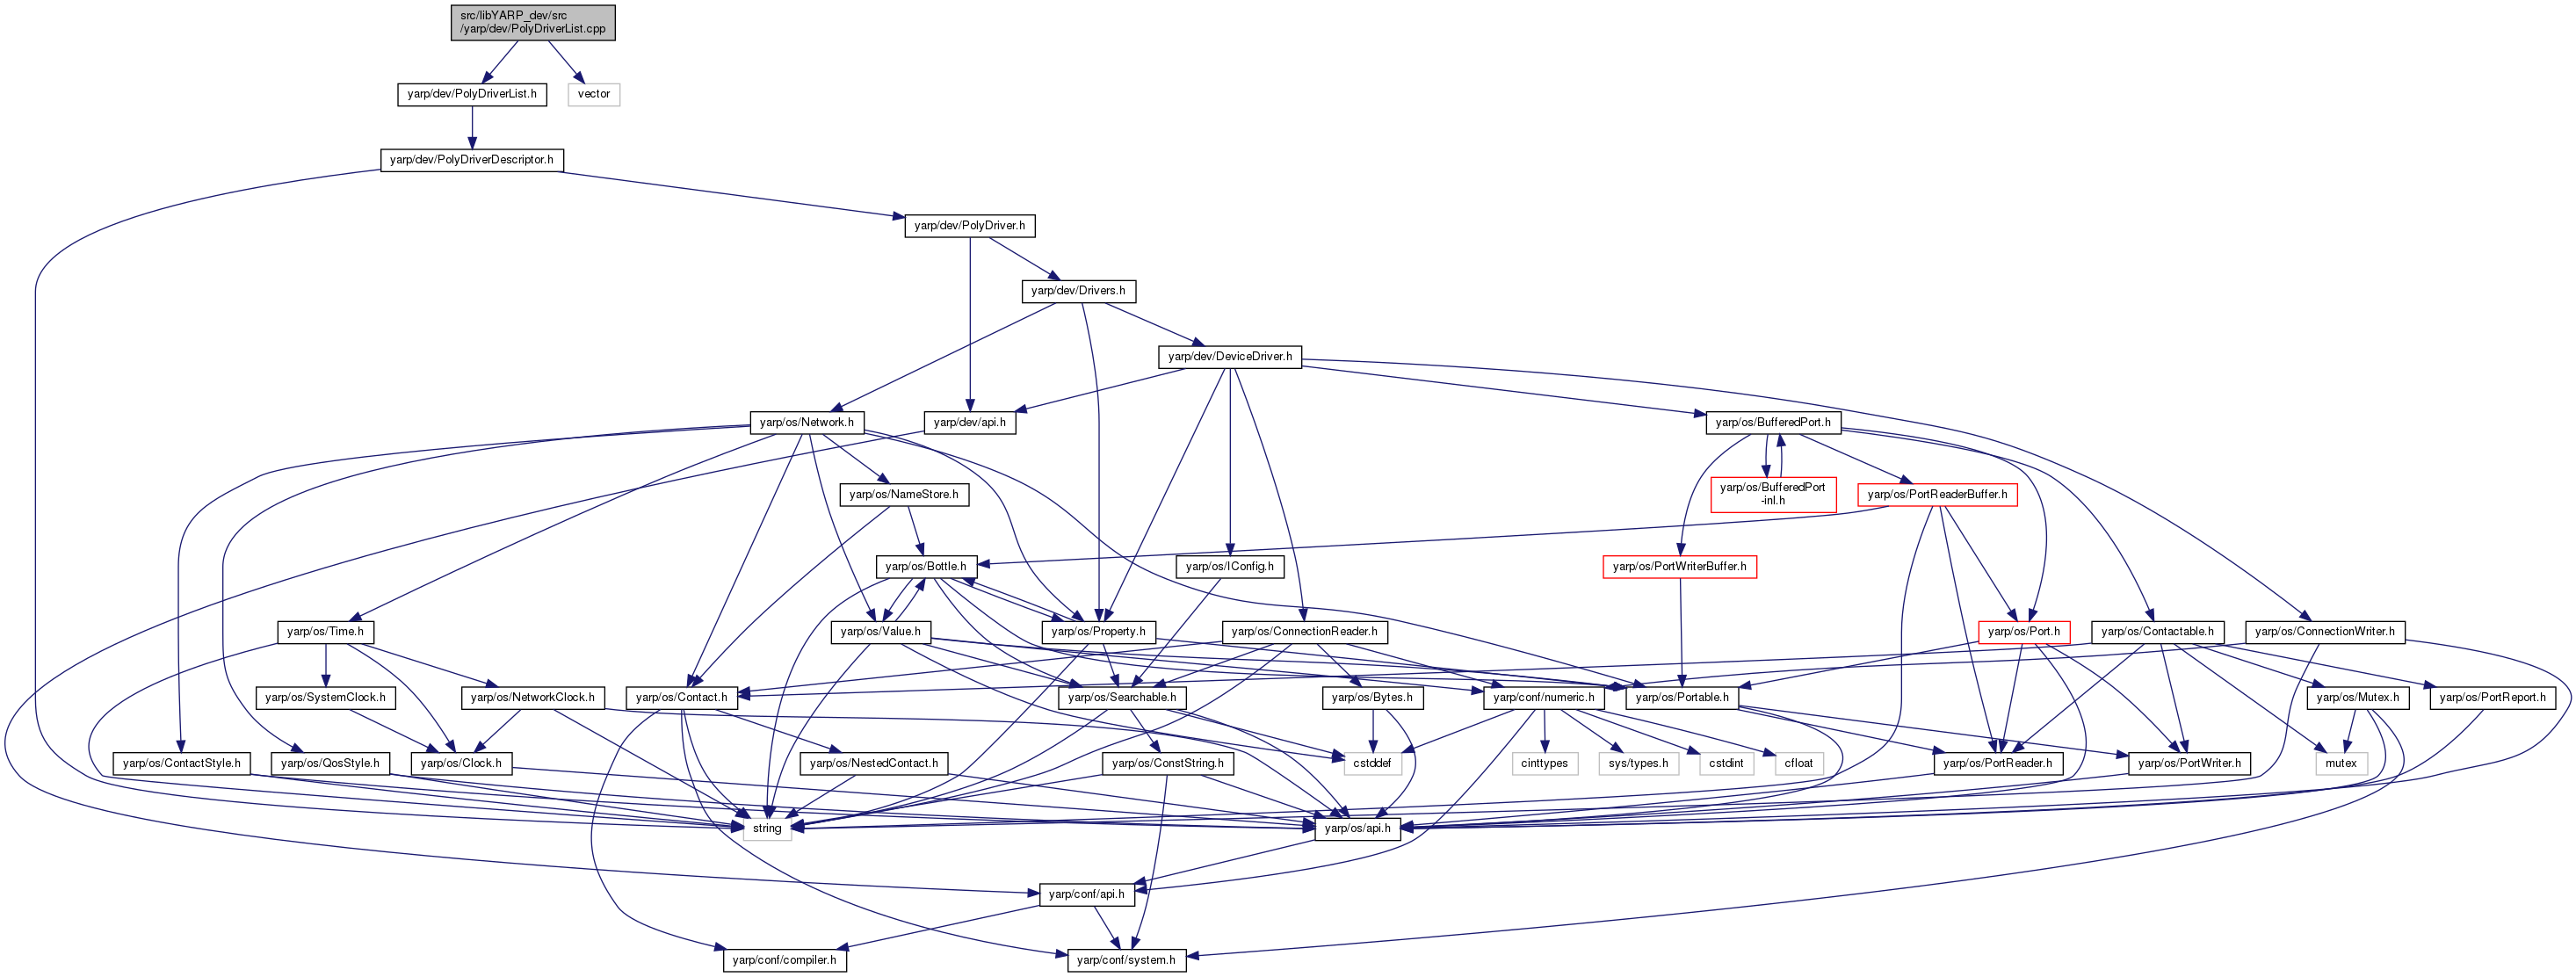 src/libYARP_dev/src
/yarp/dev/PolyDriverList.cpp
yarp/dev/PolyDriverList.h
vector
yarp/dev/PolyDriverDescriptor.h
yarp/dev/PolyDriver.h
yarp/dev/Drivers.h
yarp/dev/DeviceDriver.h
yarp/os/Network.h
yarp/dev/api.h
yarp/os/BufferedPort.h
yarp/os/NameStore.h
yarp/os/BufferedPort
-inl.h
yarp/os/PortReaderBuffer.h
yarp/os/Bottle.h
yarp/os/IConfig.h
yarp/os/PortWriterBuffer.h
yarp/os/Time.h
yarp/os/Value.h
yarp/os/Property.h
yarp/os/ConnectionReader.h
yarp/os/Port.h
yarp/os/Contactable.h
yarp/os/ConnectionWriter.h
yarp/os/SystemClock.h
yarp/os/NetworkClock.h
yarp/os/Contact.h
yarp/os/Searchable.h
yarp/os/Bytes.h
yarp/conf/numeric.h
yarp/os/Portable.h
yarp/os/Mutex.h
yarp/os/PortReport.h
yarp/os/ContactStyle.h
yarp/os/QosStyle.h
yarp/os/Clock.h
yarp/os/NestedContact.h
yarp/os/ConstString.h
cstddef
cinttypes
sys/types.h
cstdint
cfloat
yarp/os/PortReader.h
yarp/os/PortWriter.h
mutex
string
yarp/os/api.h
yarp/conf/api.h
yarp/conf/compiler.h
yarp/conf/system.h